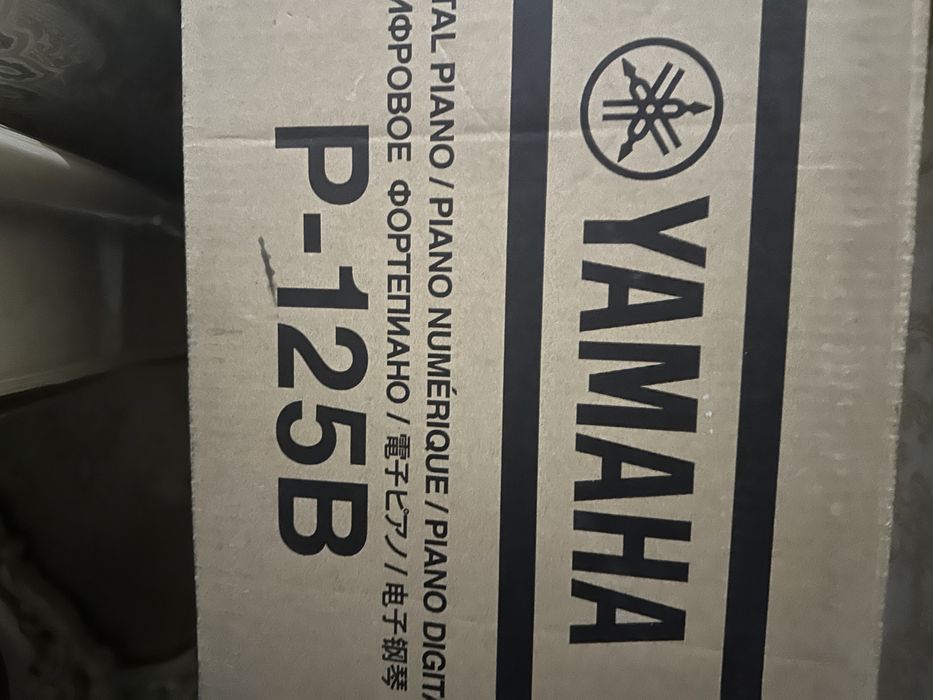 YAMAHA
TAL PIANO / PIANO NUMÉRIQUE / PIANO DIGITA
ИФРОВОЕ ФОРТЕПИАНО / 電子ピアノ / 电子钢琴
P-125B